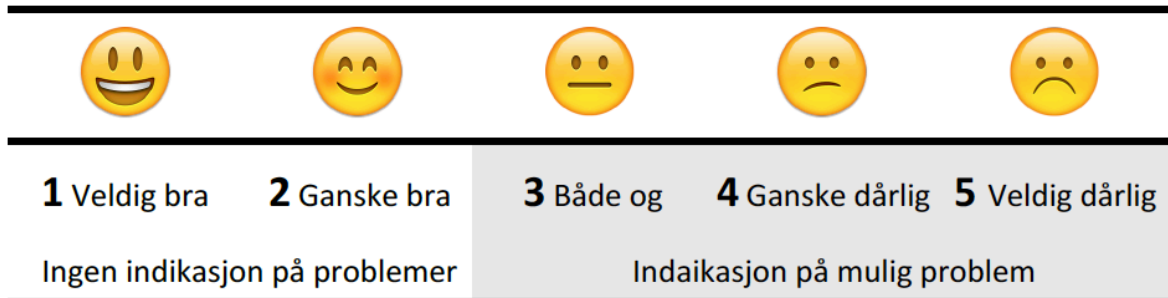 1 Veldig bra 2 Ganske bra 3 Både og 4 Ganske dårlig 5 Veldig dårlig
Ingen indikasjon på problemer Indaikasjon på mulig problem